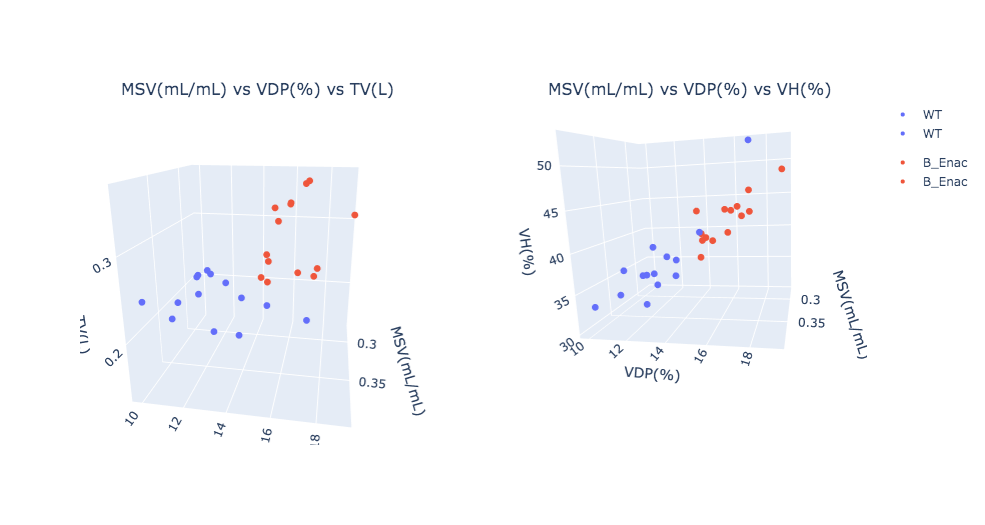 MSV(mL/mL) vs VDP(%) vs TV(L)
MSV(mL/mL) vs VDP(%) vs VH(%)
WT
WT
B_Enac
B_Enac
0.3
0.2
10
12
14
16
18
0.3
0.35
MSV(mL/mL)
50
45
40
35
30
VH(%)
10
12
14
16
18
VDP(%)
0.3
0.35
MSV(mL/mL)